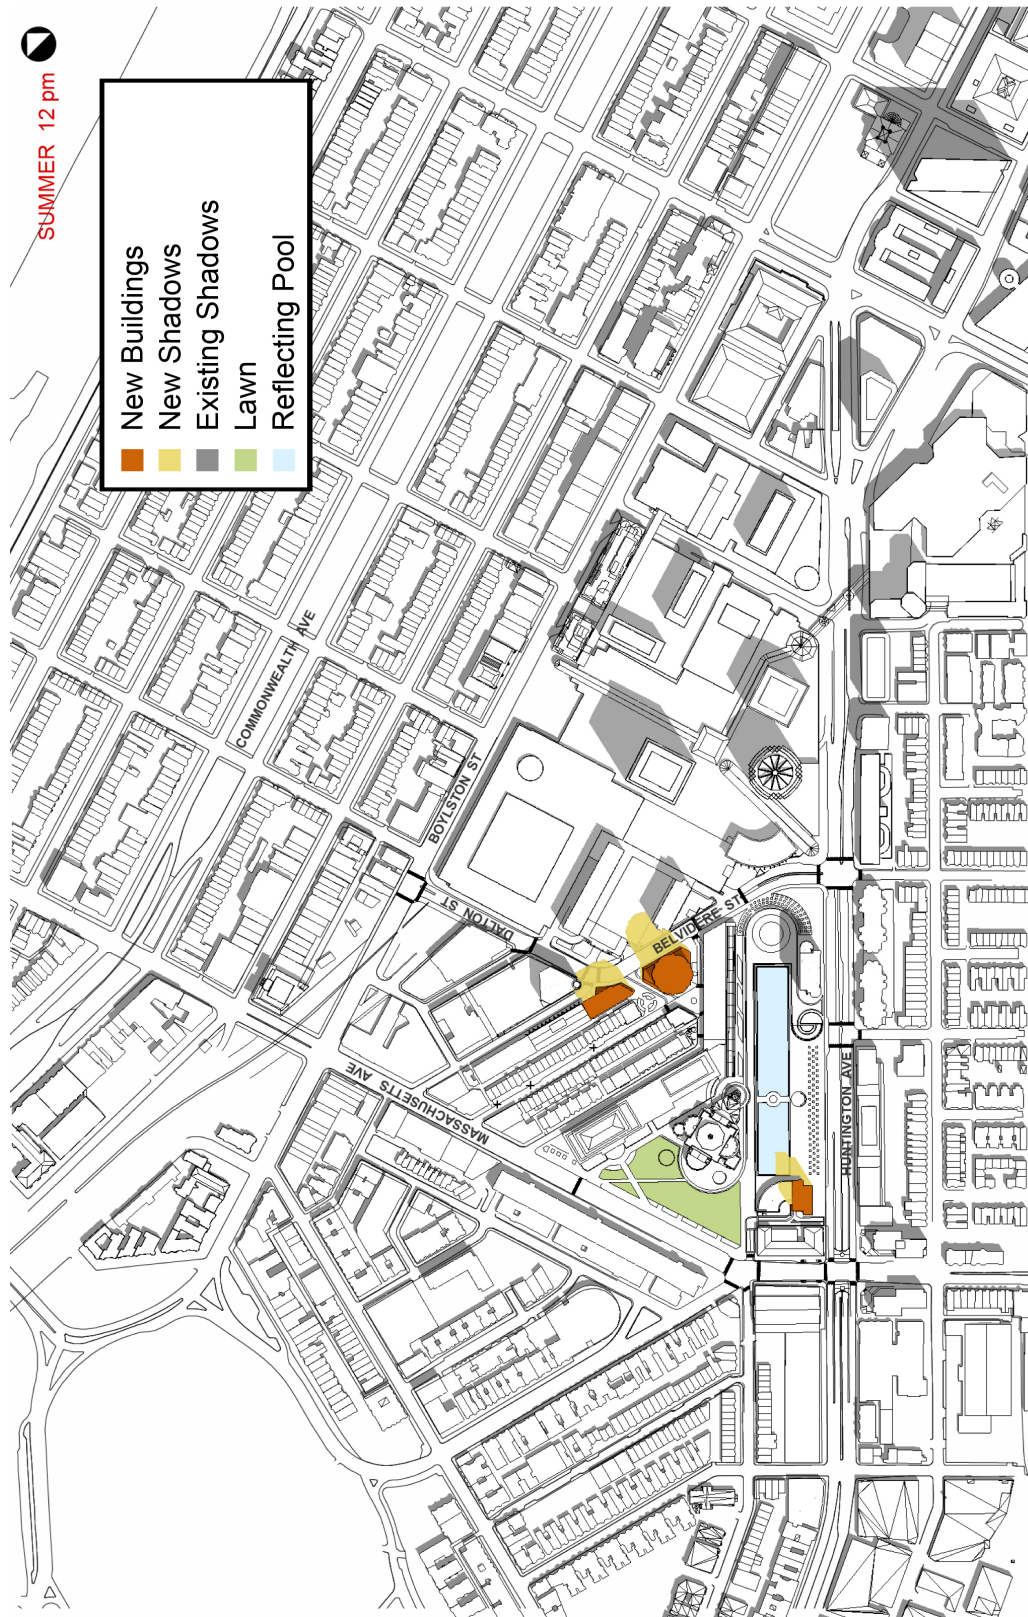 SUMMER 12 pm
New Buildings
New Shadows
Existing Shadows
Lawn
Reflecting Pool
COMMONWEALTH AVE
BOYLSTON ST
DALTON ST
BELVIDERE ST
MASSACHUSETTS AVE
HUNTINGTON AVE